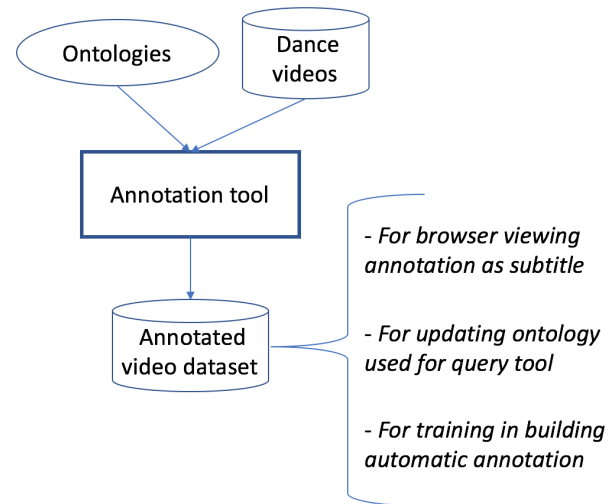 Ontologies
Dance
videos
Annotation tool
Annotated
video dataset
- For browser viewing
annotation as subtitle
- For updating ontology
used for query tool
- For training in building
automatic annotation